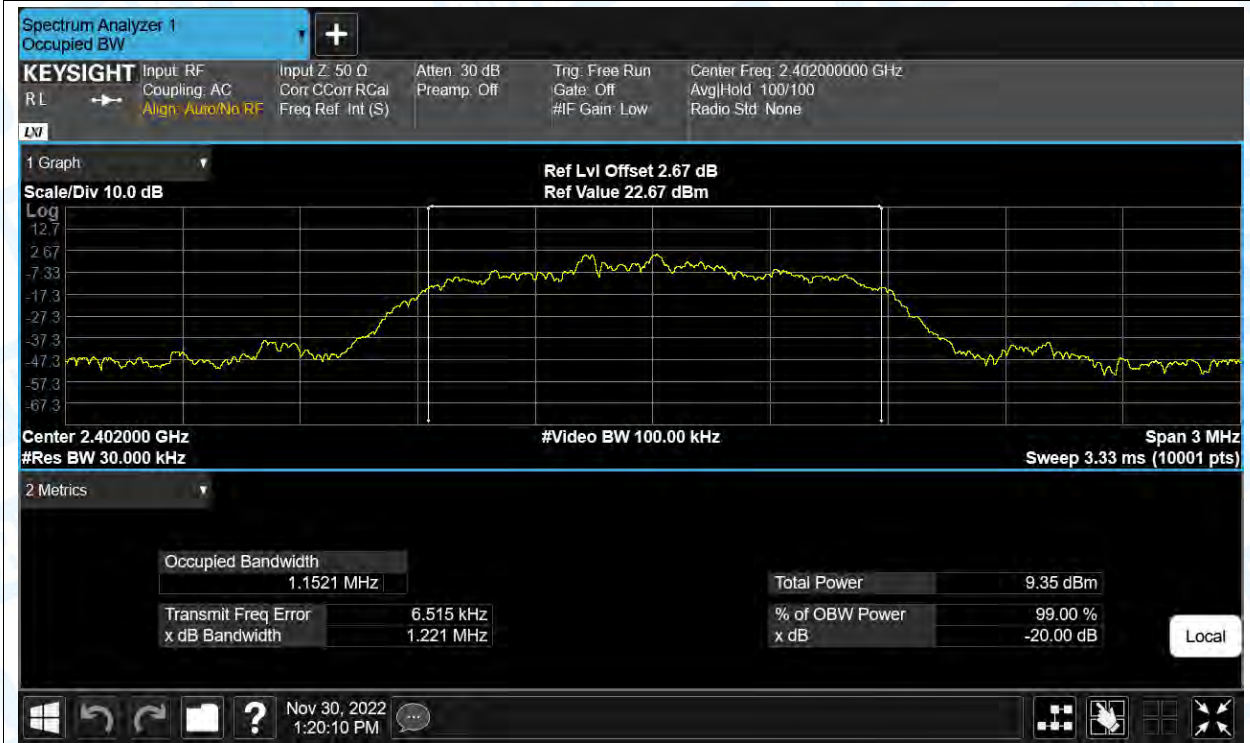 Spectrum Analyzer 1
Occupied BW
+
KEYSIGHT
R L
LXI
Input: RF
Coupling: AC
Align: Auto/No RF
Input Z: 50 Ω
Corr CCorr RCal
Freq Ref: Int (S)
Atten: 30 dB
Preamp: Off
Trig: Free Run
Gate: Off
#IF Gain: Low
Center Freq: 2.402000000 GHz
Avg|Hold: 100/100
Radio Std: None
1 Graph
Scale/Div 10.0 dB
Ref Lvl Offset 2.67 dB
Ref Value 22.67 dBm
Log
12.7
2.67
-7.33
-17.3
-27.3
-37.3
-47.3
-57.3
-67.3
Center 2.402000 GHz
#Res BW 30.000 kHz
#Video BW 100.00 kHz
Span 3 MHz
Sweep 3.33 ms (10001 pts)
2 Metrics
Occupied Bandwidth
1.1521 MHz
Transmit Freq Error 6.515 kHz
x dB Bandwidth 1.221 MHz
Total Power 9.35 dBm
% of OBW Power 99.00 %
x dB -20.00 dB
Local
?
Nov 30, 2022
1:20:10 PM